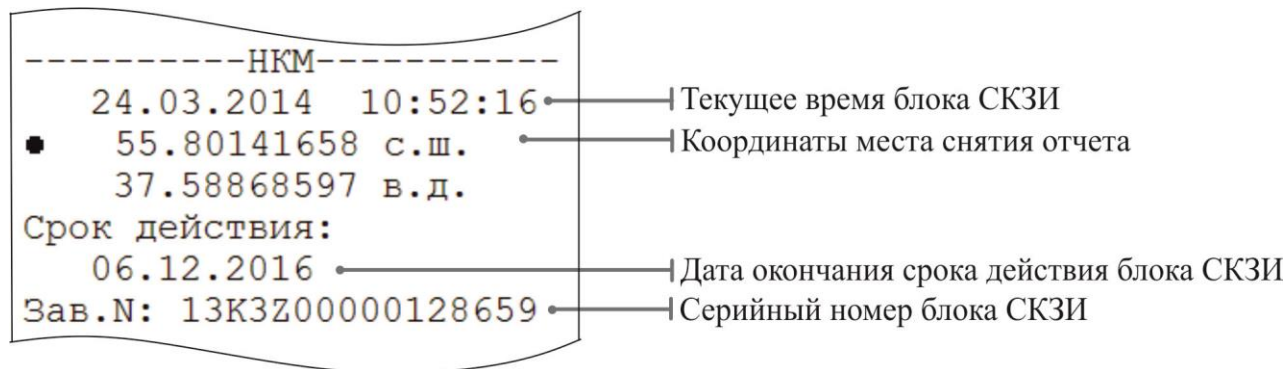 ----------НКМ-----------
24.03.2014 10:52:16
Текущее время блока СКЗИ
● 55.80141658 с.ш.
Координаты места снятия отчета
37.58868597 в.д.
Срок действия:
06.12.2016
Дата окончания срока действия блока СКЗИ
Зав.N: 13K3Z00000128659
Серийный номер блока СКЗИ